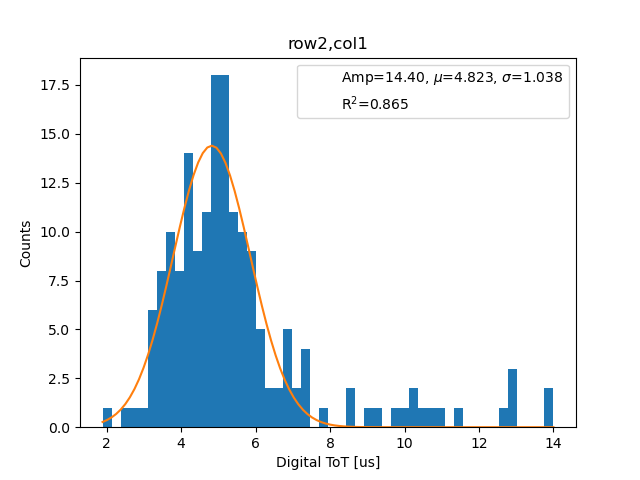 row2,col1
Amp=14.40, μ=4.823, σ=1.038
R²=0.865
Counts
17.5
15.0
12.5
10.0
7.5
5.0
2.5
0.0
2 4 6 8 10 12 14
Digital ToT [us]